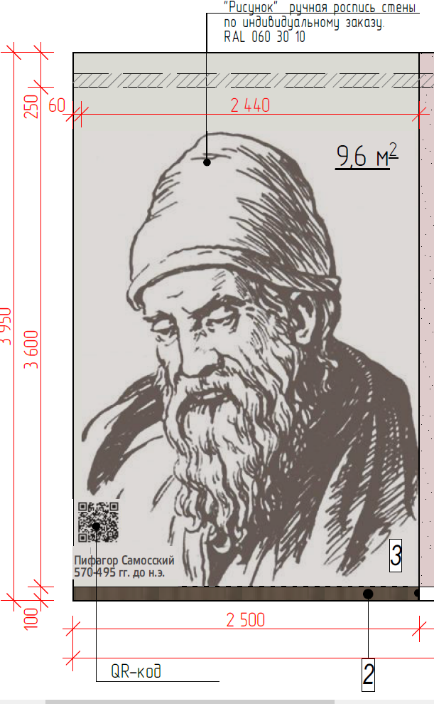 "Рисунок" ручная роспись стены
по индивидуальному заказу.
RAL 060 30 10
250
60
2 440
9,6 м2
3 950
3 600
Пифагор Самосский
570-495 гг. до н.э.
3
100
2 500
QR-код
2